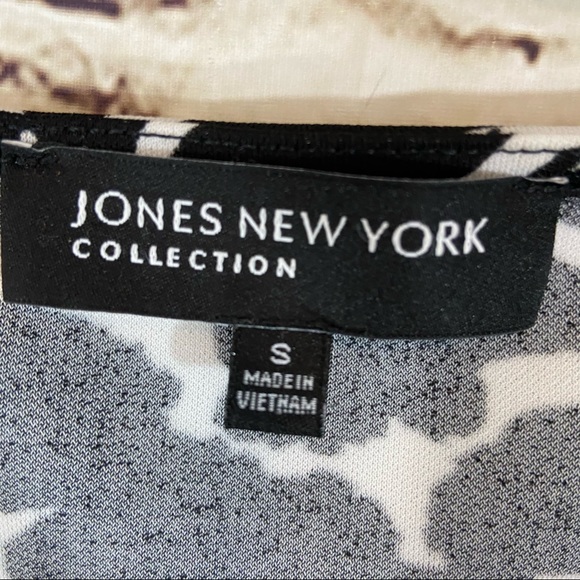 JONES NEW YORK
COLLECTION
S
MADE IN
VIETNAM